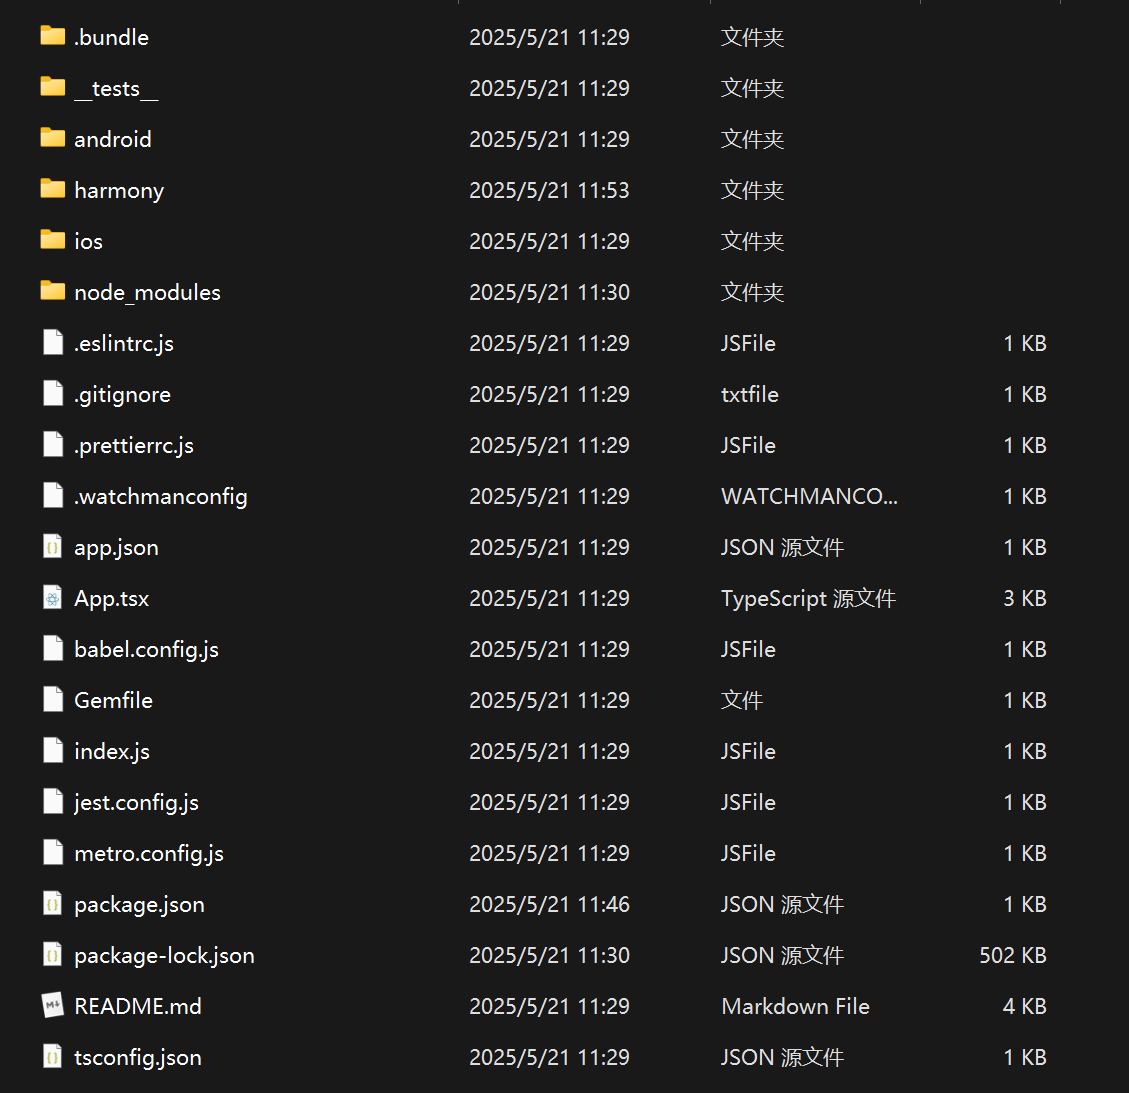 .bundle 2025/5/21 11:29 文件夹
__tests__ 2025/5/21 11:29 文件夹
android 2025/5/21 11:29 文件夹
harmony 2025/5/21 11:53 文件夹
ios 2025/5/21 11:29 文件夹
node_modules 2025/5/21 11:30 文件夹
.eslintrc.js 2025/5/21 11:29 JSFile 1 KB
.gitignore 2025/5/21 11:29 txtfile 1 KB
.prettierrc.js 2025/5/21 11:29 JSFile 1 KB
.watchmanconfig 2025/5/21 11:29 WATCHMANCO... 1 KB
app.json 2025/5/21 11:29 JSON 源文件 1 KB
App.tsx 2025/5/21 11:29 TypeScript 源文件 3 KB
babel.config.js 2025/5/21 11:29 JSFile 1 KB
Gemfile 2025/5/21 11:29 文件 1 KB
index.js 2025/5/21 11:29 JSFile 1 KB
jest.config.js 2025/5/21 11:29 JSFile 1 KB
metro.config.js 2025/5/21 11:29 JSFile 1 KB
package.json 2025/5/21 11:46 JSON 源文件 1 KB
package-lock.json 2025/5/21 11:30 JSON 源文件 502 KB
README.md 2025/5/21 11:29 Markdown File 4 KB
tsconfig.json 2025/5/21 11:29 JSON 源文件 1 KB